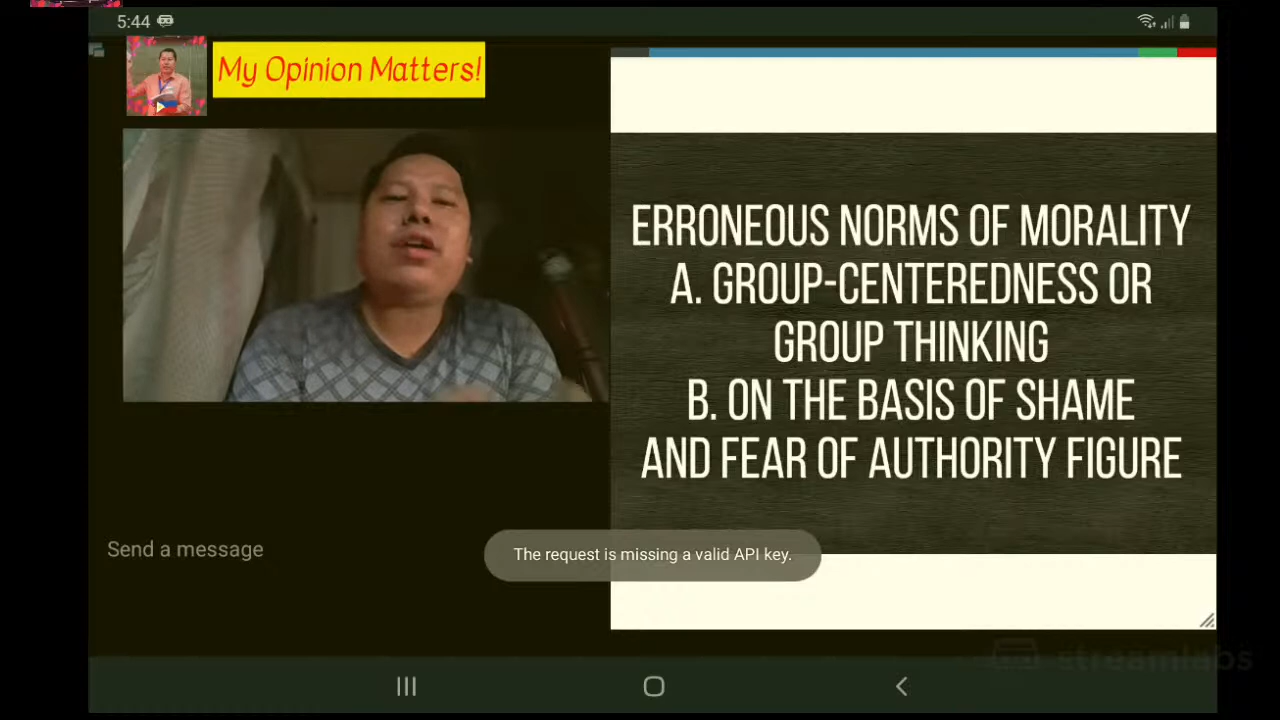 5:44
My Opinion Matters!
ERRONEOUS NORMS OF MORALITY
A. GROUP-CENTEREDNESS OR
GROUP THINKING
B. ON THE BASIS OF SHAME
AND FEAR OF AUTHORITY FIGURE
Send a message
The request is missing a valid API key.
streamlabs